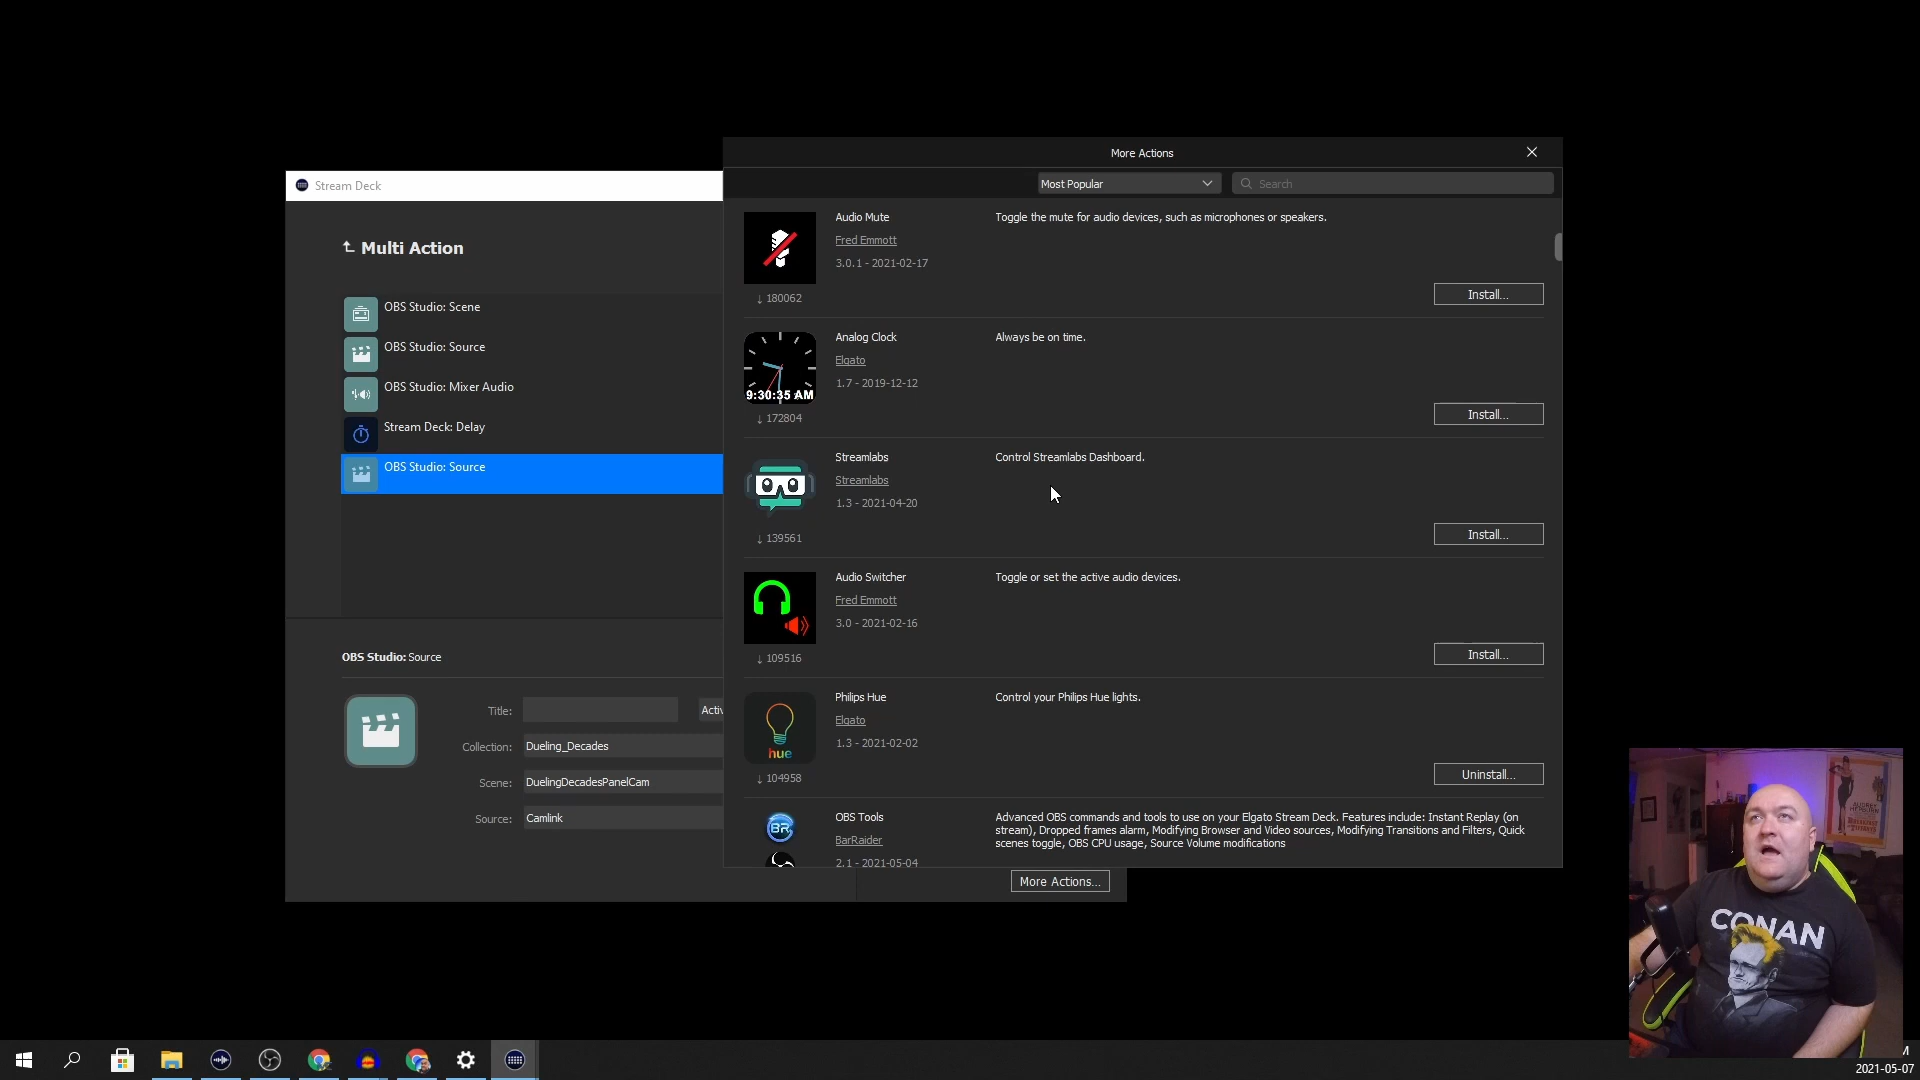 More Actions
Most Popular
Search
Stream Deck
Multi Action
OBS Studio: Scene
OBS Studio: Source
OBS Studio: Mixer Audio
Stream Deck: Delay
OBS Studio: Source
OBS Studio: Source
Title:
Activ
Collection:
Dueling_Decades
Scene:
DuelingDecadesPanelCam
Source:
Camlink
Audio Mute
Fred Emmott
3.0.1 - 2021-02-17
↓ 180062
Toggle the mute for audio devices, such as microphones or speakers.
Install...
9:30:35 AM
Analog Clock
Elgato
1.7 - 2019-12-12
↓ 172804
Always be on time.
Install...
Streamlabs
Streamlabs
1.3 - 2021-04-20
↓ 139561
Control Streamlabs Dashboard.
Install...
Audio Switcher
Fred Emmott
3.0 - 2021-02-16
↓ 109516
Toggle or set the active audio devices.
Install...
hue
Philips Hue
Elgato
1.3 - 2021-02-02
↓ 104958
Control your Philips Hue lights.
Uninstall...
BR
OBS Tools
BarRaider
2.1 - 2021-05-04
Advanced OBS commands and tools to use on your Elgato Stream Deck. Features include: Instant Replay (on
stream), Dropped frames alarm, Modifying Browser and Video sources, Modifying Transitions and Filters, Quick
scenes toggle, OBS CPU usage, Source Volume modifications
More Actions...
AUDREY
HEPBURN
CONAN
M
2021-05-07